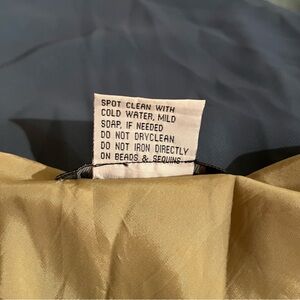 SPOT CLEAN WITH
COLD WATER, MILD
SOAP, IF NEEDED
DO NOT DRYCLEAN
DO NOT IRON DIRECTLY
ON BEADS & SEQUINS